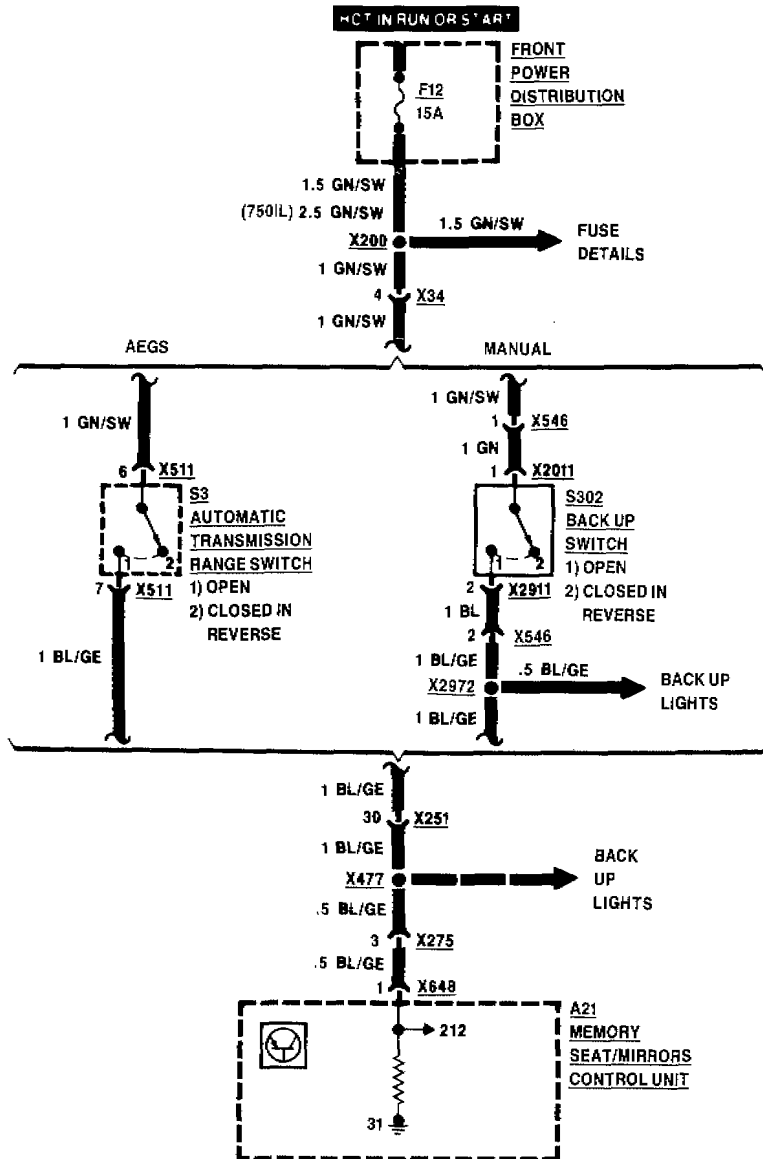 HCT IN RUN OR START
FRONT
POWER
DISTRIBUTION
BOX
F12
15A
1.5 GN/SW
(750IL) 2.5 GN/SW
1.5 GN/SW
X200
FUSE
DETAILS
1 GN/SW
4 X34
1 GN/SW
AEGS
MANUAL
1 GN/SW
6 X511
S3
AUTOMATIC
TRANSMISSION
RANGE SWITCH
1) OPEN
2) CLOSED IN
REVERSE
1 2
7 X511
1 BL/GE
1 GN/SW
1 X546
1 GN
1 X2011
S302
BACK UP
SWITCH
1) OPEN
2) CLOSED IN
REVERSE
1 2
2 X2911
1 BL
2 X546
1 BL/GE
.5 BL/GE
X2972
BACK UP
LIGHTS
1 BL/GE
1 BL/GE
30 X251
1 BL/GE
X477
BACK
UP
LIGHTS
.5 BL/GE
3 X275
.5 BL/GE
1 X648
A21
MEMORY
SEAT/MIRRORS
CONTROL UNIT
212
31